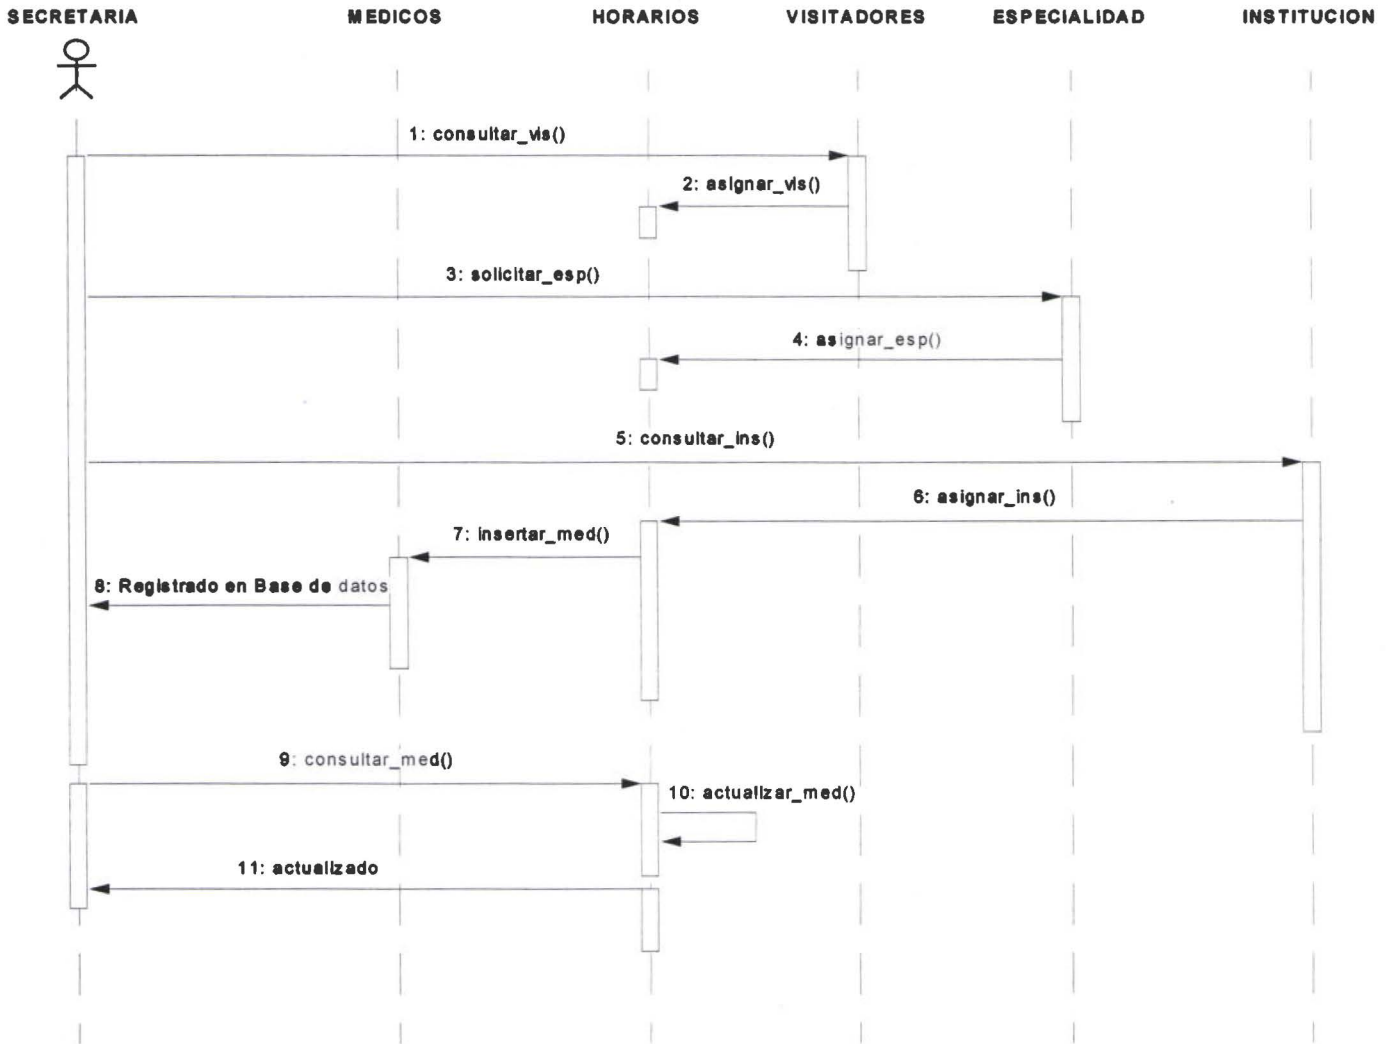 SECRETARIA MEDICOS HORARIOS VISITADORES ESPECIALIDAD INSTITUCION
1: consultar_vis()
2: asignar_vis()
3: solicitar_esp()
4: asignar_esp()
5: consultar_ins()
6: asignar_ins()
7: insertar_med()
8: Registrado en Base de datos
9: consultar_med()
10: actualizar_med()
11: actualizado